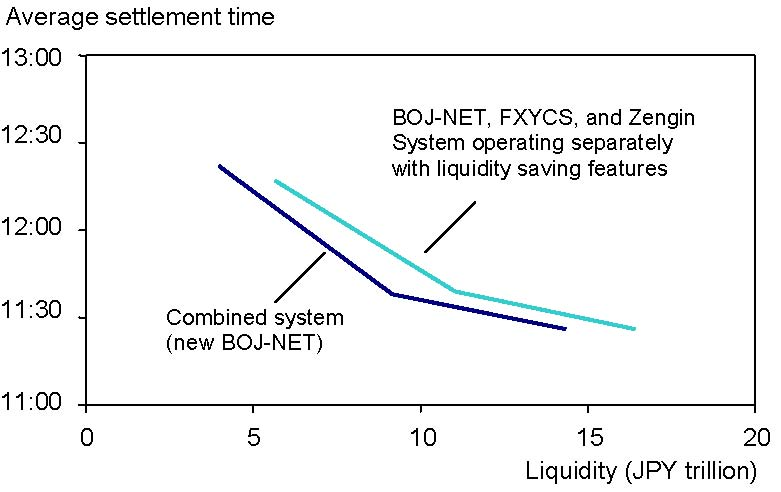 Average settlement time
13:00
12:30
12:00
11:30
11:00
BOJ-NET, FXYCS, and Zengin
System operating separately
with liquidity saving features
Combined system
(new BOJ-NET)
0 5 10 15 20
Liquidity (JPY trillion)